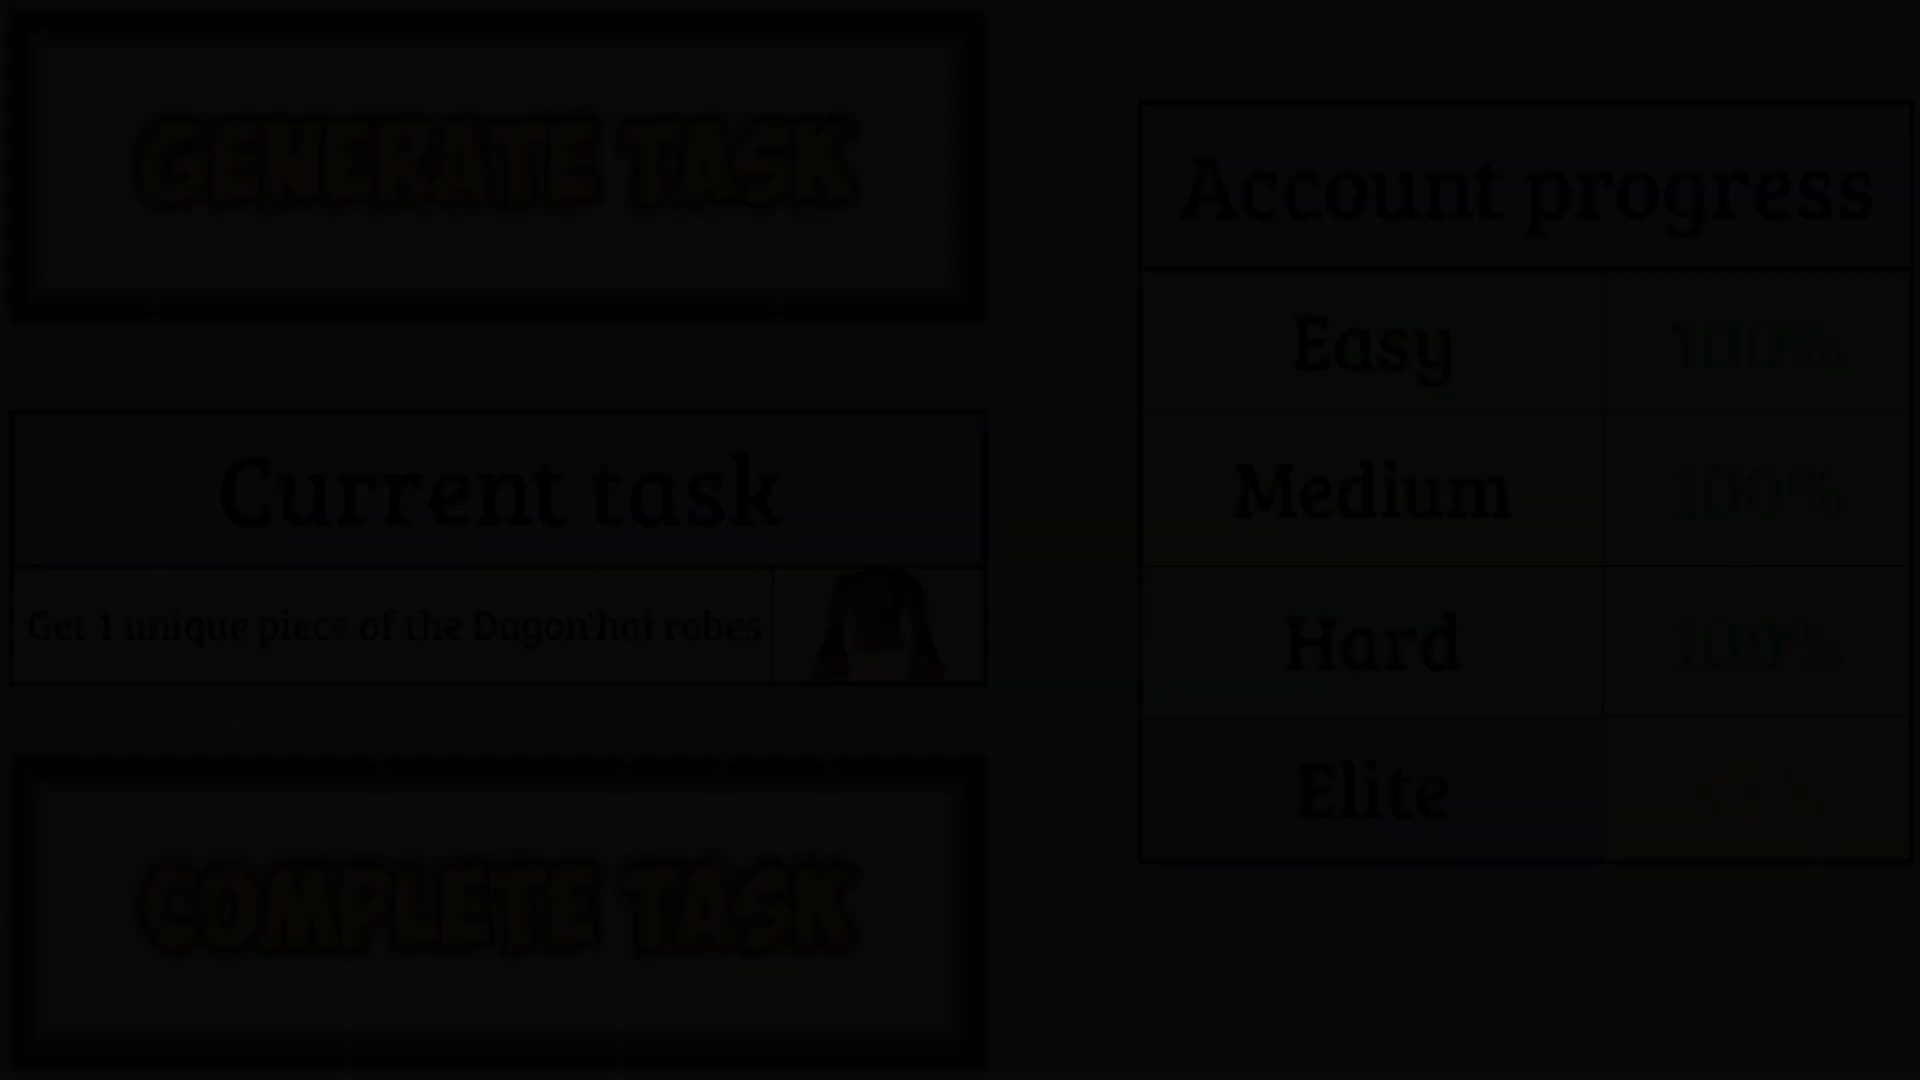 GENERATE TASK
Current task
Get 1 unique piece of the Dagon'hai robes
COMPLETE TASK
Account progress
Easy 100%
Medium 100%
Hard 100%
Elite